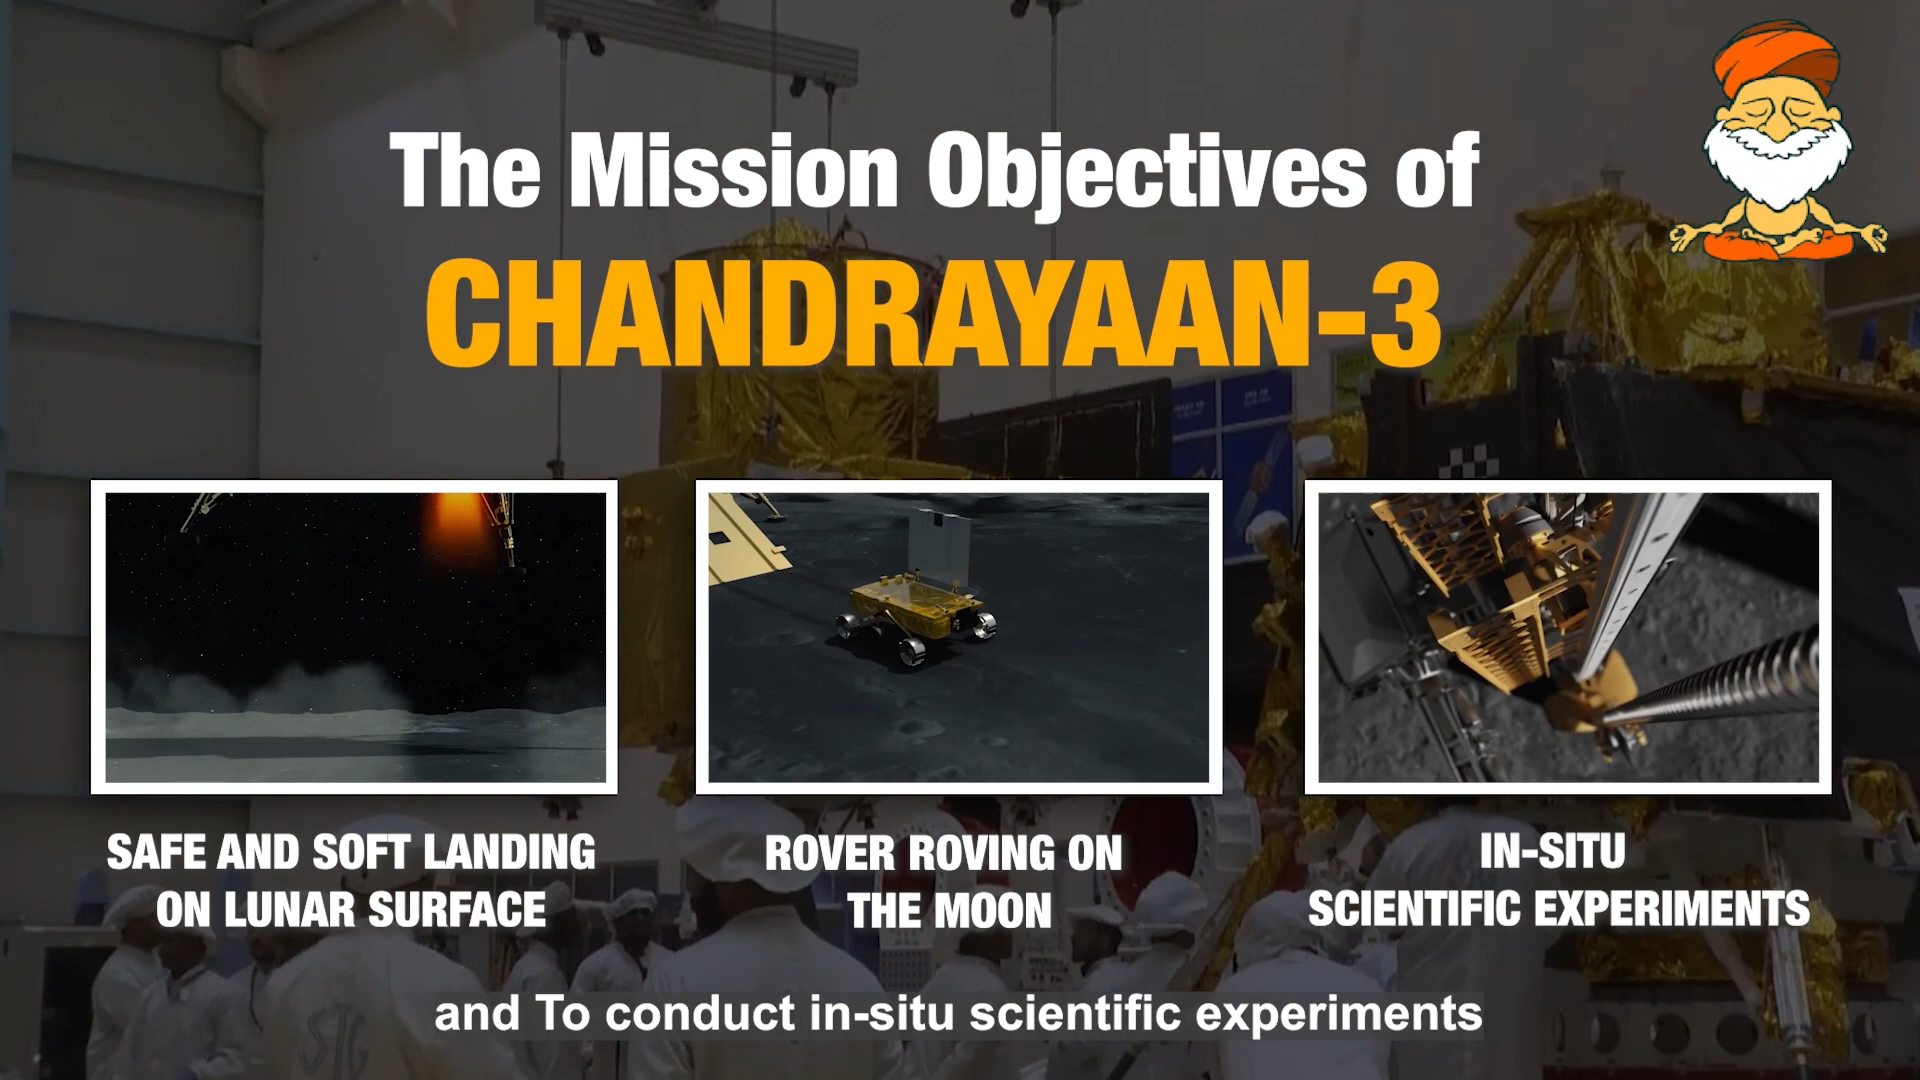 The Mission Objectives of
CHANDRAYAAN-3
SAFE AND SOFT LANDING
ON LUNAR SURFACE
ROVER ROVING ON
THE MOON
IN-SITU
SCIENTIFIC EXPERIMENTS
and To conduct in-situ scientific experiments